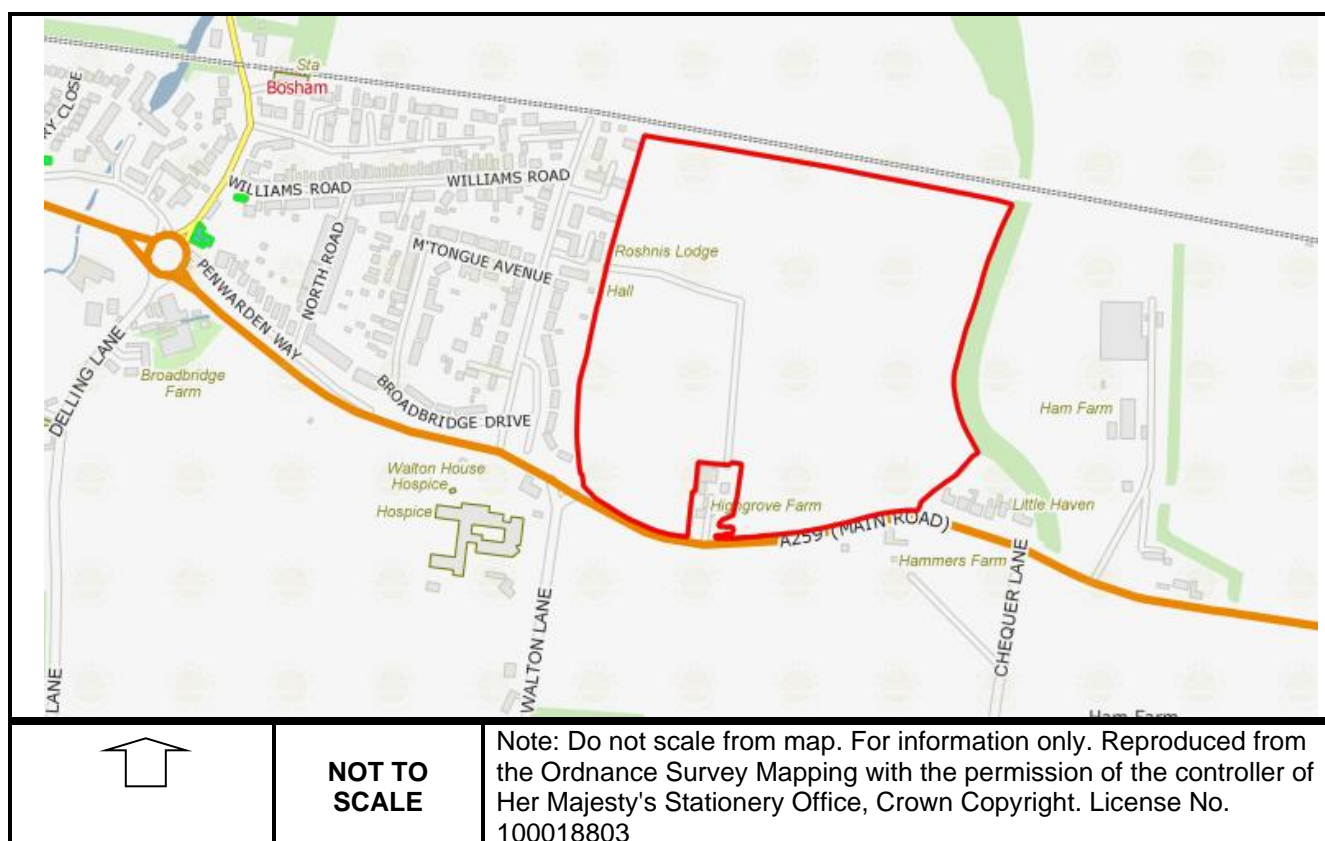 Sta
Bosham
RY CLOSE
WILLIAMS ROAD
WILLIAMS ROAD
M'TONGUE AVENUE
NORTH ROAD
PENWARDEN WAY
Roshnis Lodge
Hall
DELLING LANE
Broadbridge
Farm
BROADBRIDGE DRIVE
Ham Farm
Walton House
Hospice
Hospice
Highgrove Farm
Little Haven
A259 (MAIN ROAD)
Hammers Farm
CHEQUER LANE
WALTON LANE
LANE
Ham Farm
NOT TO
SCALE
Note: Do not scale from map. For information only. Reproduced from
the Ordnance Survey Mapping with the permission of the controller of
Her Majesty's Stationery Office, Crown Copyright. License No.
100018803